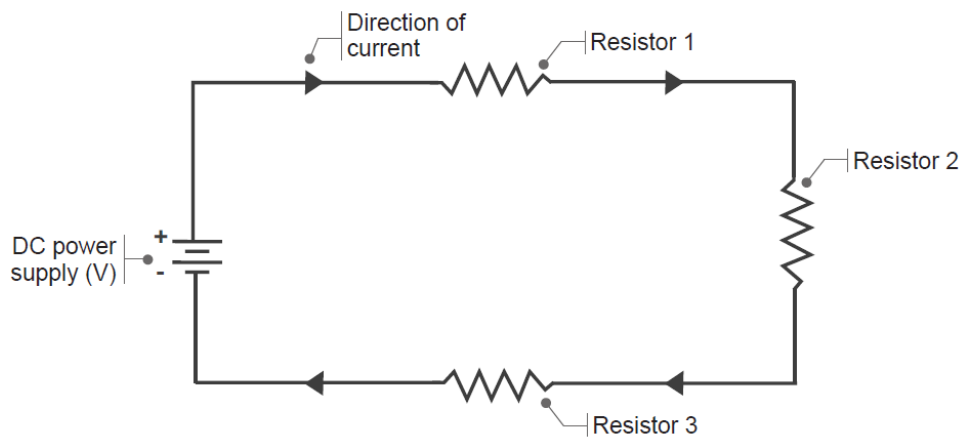 Direction of
current
Resistor 1
Resistor 2
DC power
supply (V)
+
-
Resistor 3